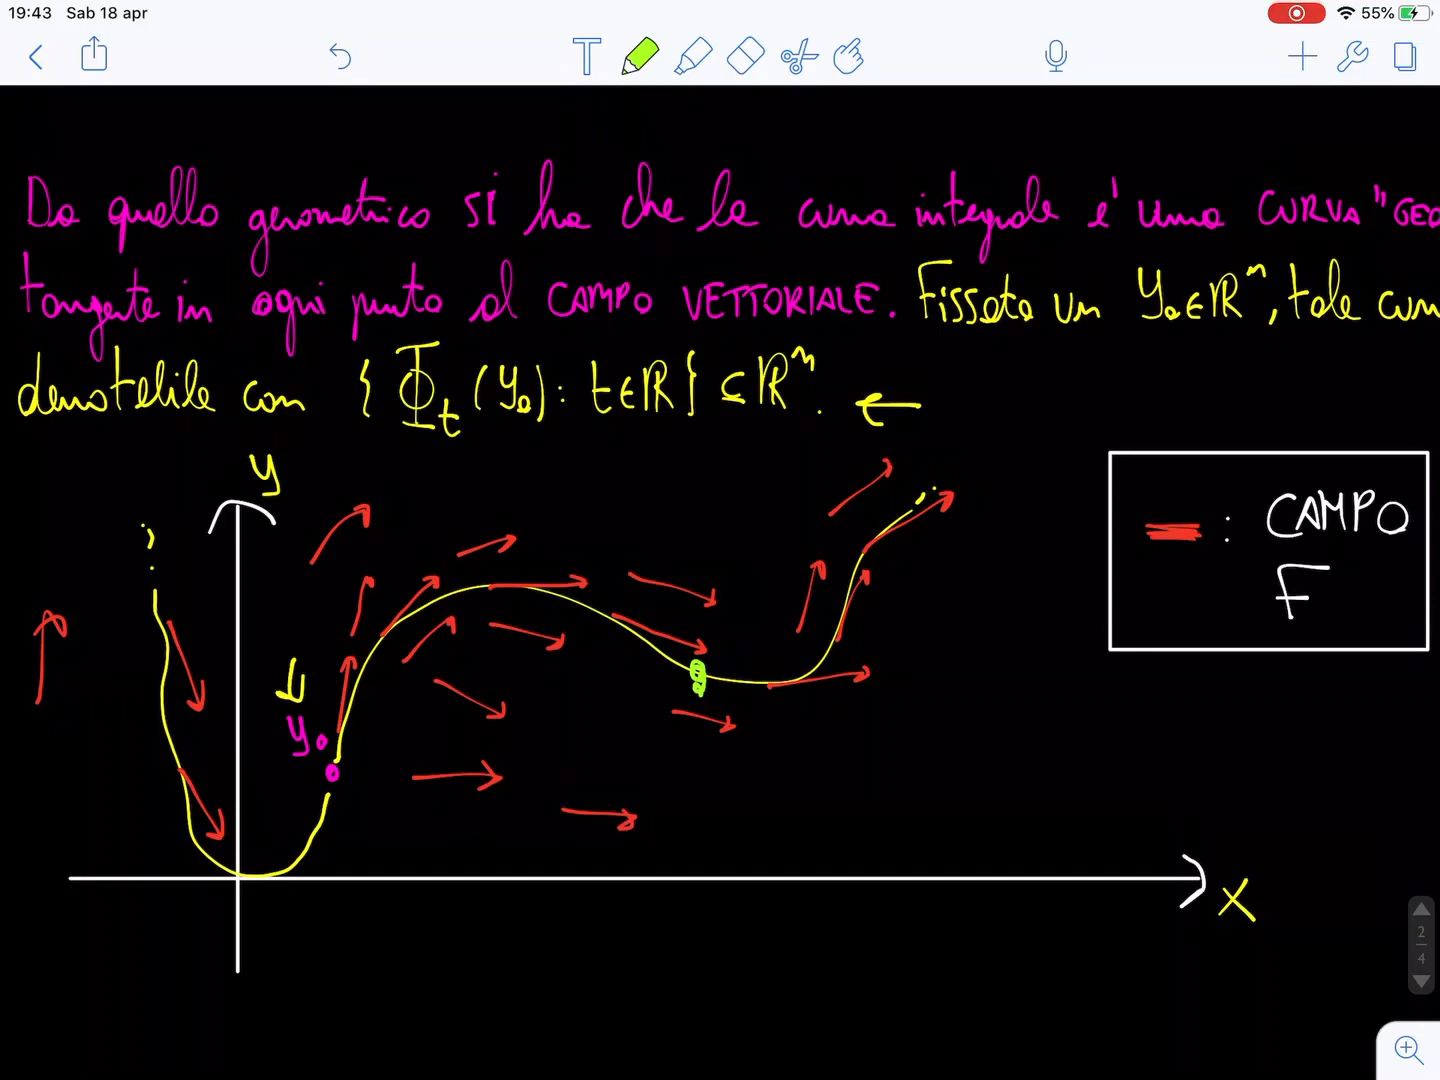 19:43 Sab 18 apr 55%
Da quello geometrico si ha che la curva integrale é una CURVA "GEO
tangente in ogni punto al CAMPO VETTORIALE. Fissato un y₀∈ℝⁿ, tale curv
denotabile con {Φₜ(y₀): t∈ℝ}⊆ℝⁿ. ←
y
: CAMPO
F
y₀
x
2
4